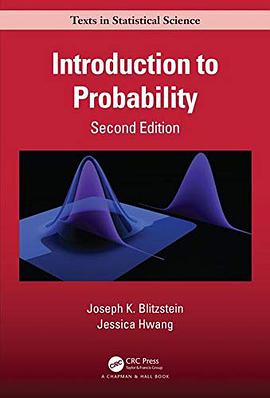 Texts in Statistical Science
Introduction to
Probability
Second Edition
Joseph K. Blitzstein
Jessica Hwang
CRC
CRC Press
Taylor & Francis Group
A CHAPMAN & HALL BOOK